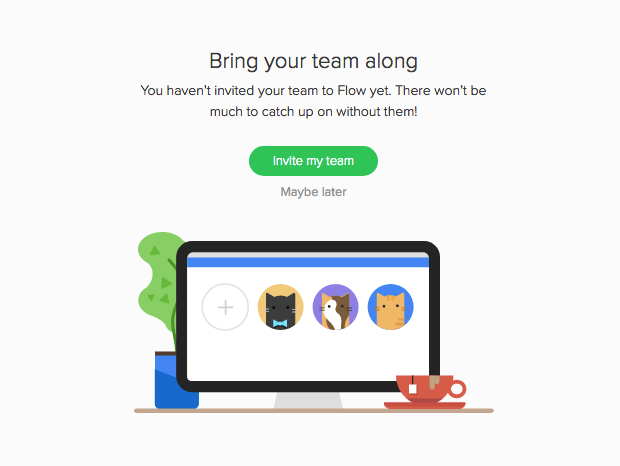 Bring your team along
You haven't invited your team to Flow yet. There won't be
much to catch up on without them!
Invite my team
Maybe later